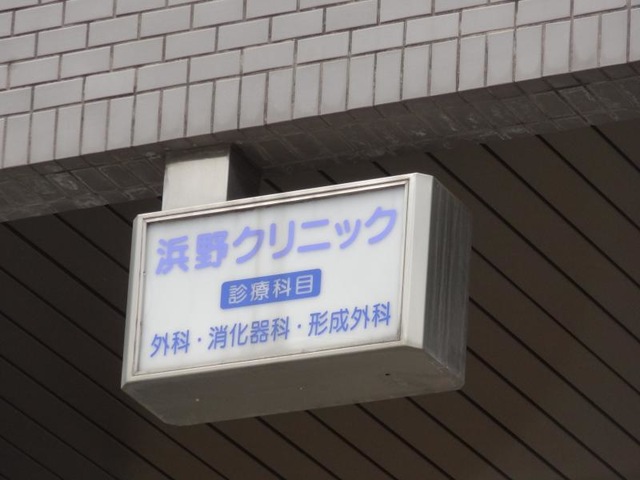 浜野クリニック
診療科目
外科・消化器科・形成外科